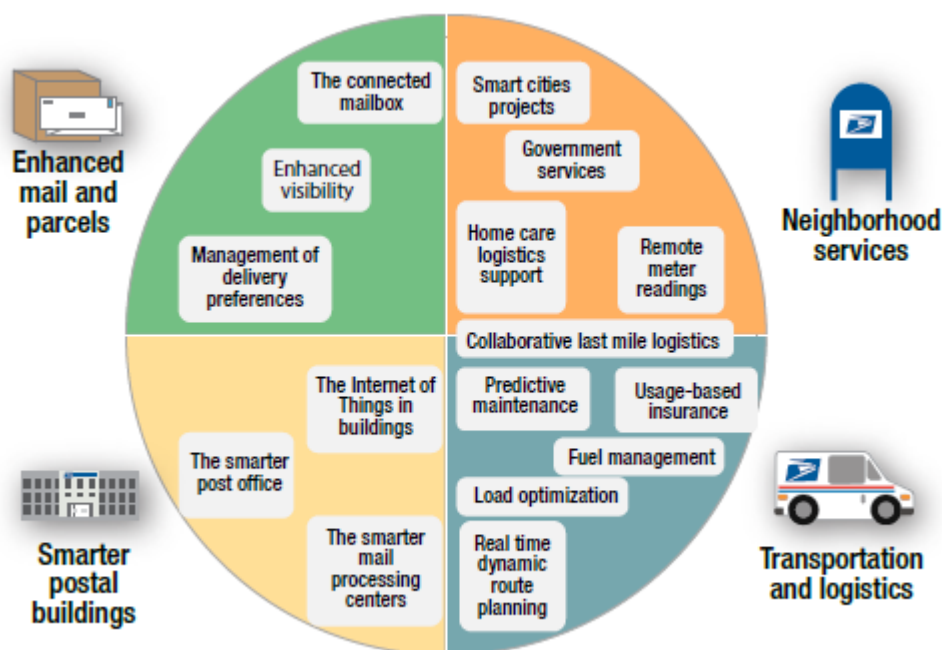 Enhanced
mail and
parcels
The connected
mailbox
Enhanced
visibility
Management of
delivery
preferences
Smart cities
projects
Government
services
Home care
logistics
support
Remote
meter
readings
Neighborhood
services
Collaborative last mile logistics
Smarter
postal
buildings
The Internet of
Things in
buildings
The smarter
post office
The smarter
mail
processing
centers
Predictive
maintenance
Usage-based
insurance
Fuel management
Load optimization
Real time
dynamic
route
planning
Transportation
and logistics